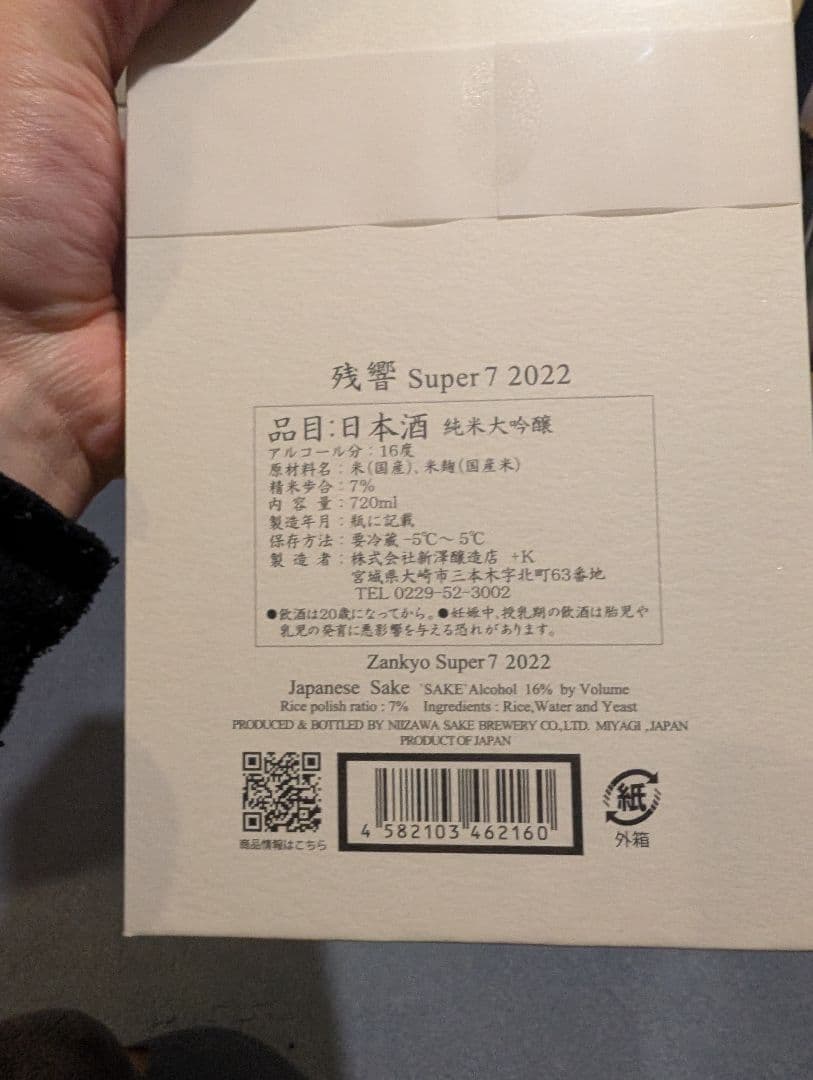 残響 Super7 2022
品目:日本酒 純米大吟醸
アルコール分:16度
原材料名:米(国産)、米麹(国産米)
精米歩合:7%
内容量:720ml
製造年月:瓶に記載
保存方法:要冷蔵 -5℃～5℃
製造者:株式会社新澤醸造店 +K
宮城県大崎市三本木字北町63番地
TEL 0229-52-3002
●飲酒は20歳になってから。●妊娠中、授乳期の飲酒は胎児や
乳児の発育に悪影響を与える恐れがあります。
Zankyo Super7 2022
Japanese Sake "SAKE" Alcohol 16% by Volume
Rice polish ratio : 7% Ingredients : Rice,Water and Yeast
PRODUCED & BOTTLED BY NIIZAWA SAKE BREWERY CO.,LTD. MIYAGI ,JAPAN
PRODUCT OF JAPAN
商品情報はこちら
4 582103 462160
紙
外箱